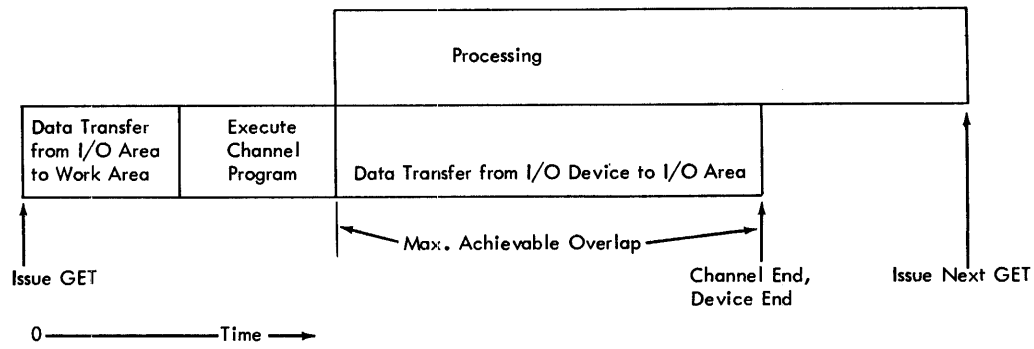 Processing
Data Transfer
from I/O Area
to Work Area
Execute
Channel
Program
Data Transfer from I/O Device to I/O Area
Max. Achievable Overlap
Issue GET
Channel End,
Device End
Issue Next GET
0 Time